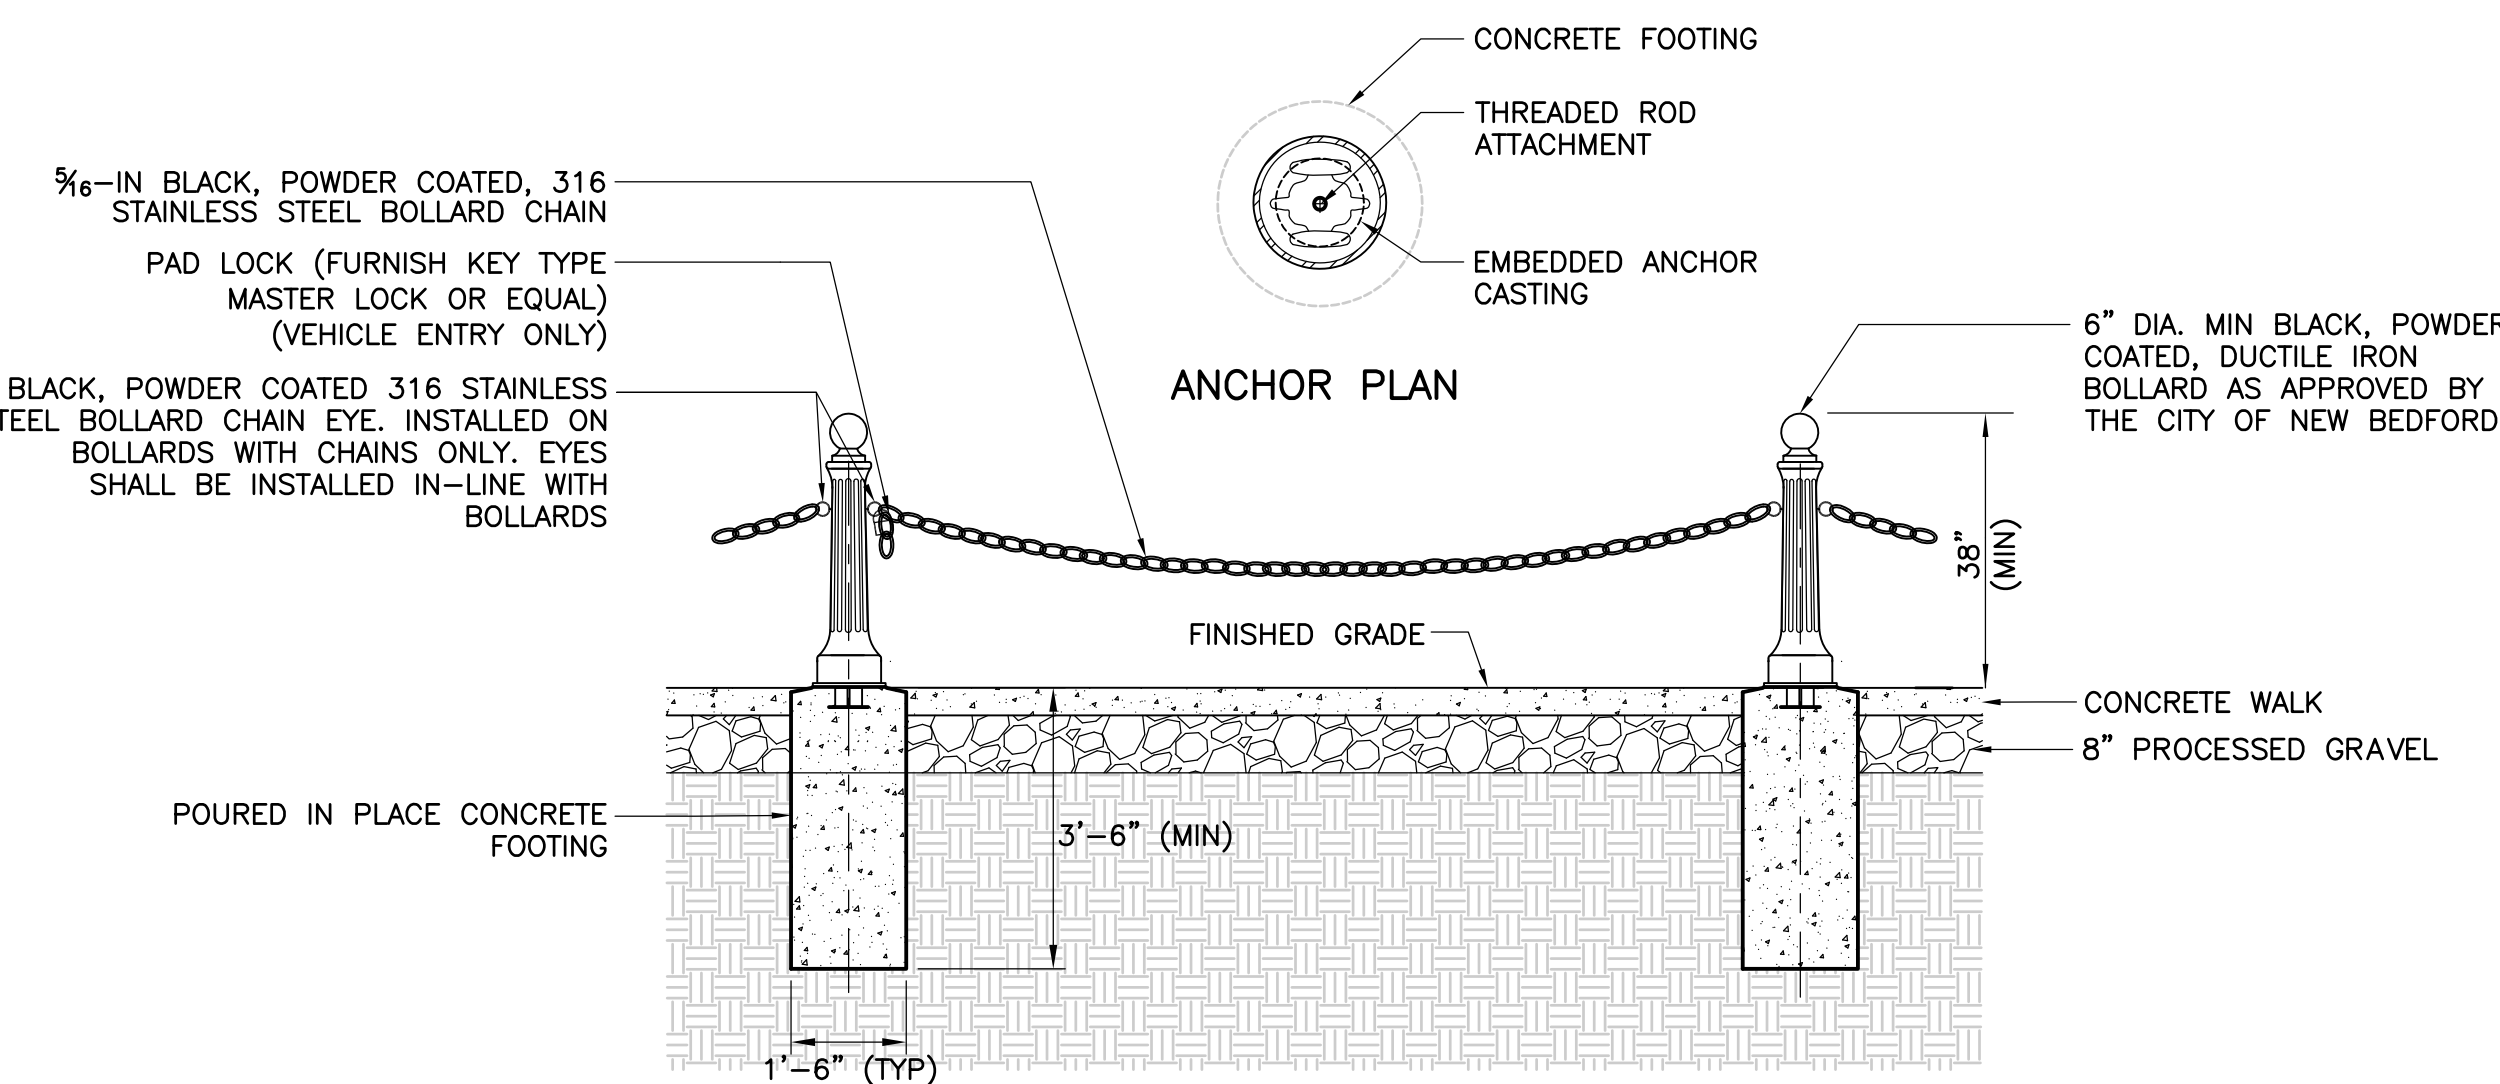 CONCRETE FOOTING
THREADED ROD
ATTACHMENT
EMBEDDED ANCHOR
CASTING
ANCHOR PLAN
5/16-IN BLACK, POWDER COATED, 316
STAINLESS STEEL BOLLARD CHAIN
PAD LOCK (FURNISH KEY TYPE
MASTER LOCK OR EQUAL)
(VEHICLE ENTRY ONLY)
BLACK, POWDER COATED 316 STAINLESS
TEEL BOLLARD CHAIN EYE. INSTALLED ON
BOLLARDS WITH CHAINS ONLY. EYES
SHALL BE INSTALLED IN-LINE WITH
BOLLARDS
6" DIA. MIN BLACK, POWDER
COATED, DUCTILE IRON
BOLLARD AS APPROVED BY
THE CITY OF NEW BEDFORD
38"
(MIN)
FINISHED GRADE
CONCRETE WALK
8" PROCESSED GRAVEL
POURED IN PLACE CONCRETE
FOOTING
3'-6" (MIN)
1'-6" (TYP)